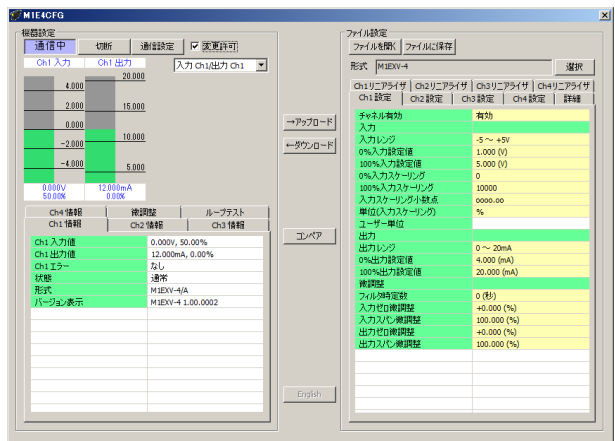 M1E4CFG
機器設定
通信中 切断 通信設定 変更許可
Ch1 入力 Ch1 出力 入力 Ch1/出力 Ch1
20.000
4.000
2.000 15.000
0.000
10.000
-2.000
-4.000 5.000
0.000V 12.000mA
50.00% 0.00%
Ch4 情報 微調整 ループテスト
Ch1 情報 Ch2 情報 Ch3 情報
Ch1 入力値 0.000V, 50.00%
Ch1 出力値 12.000mA, 0.00%
Ch1 エラー なし
状態 通常
形式 M1EXV-4/A
バージョン表示 M1EXV-4 1.00.0002
→アップロード
←ダウンロード
コンペア
English
ファイル設定
ファイルを開く ファイルに保存
形式 M1EXV-4 選択
Ch1リニアライザ Ch2リニアライザ Ch3リニアライザ Ch4リニアライザ
Ch1 設定 Ch2 設定 Ch3 設定 Ch4 設定 詳細
チャネル有効 有効
入力
入力レンジ -5～ +5V
0%入力設定値 1.000 (V)
100%入力設定値 5.000 (V)
0%入力スケーリング 0
100%入力スケーリング 10000
入力スケーリング小数点 oooo.oo
単位(入力スケーリング) %
ユーザー単位
出力
出力レンジ 0 ～ 20mA
0%出力設定値 4.000 (mA)
100%出力設定値 20.000 (mA)
微調整
フィルタ時定数 0 (秒)
入力ゼロ微調整 +0.000 (%)
入力スパン微調整 100.000 (%)
出力ゼロ微調整 +0.000 (%)
出力スパン微調整 100.000 (%)